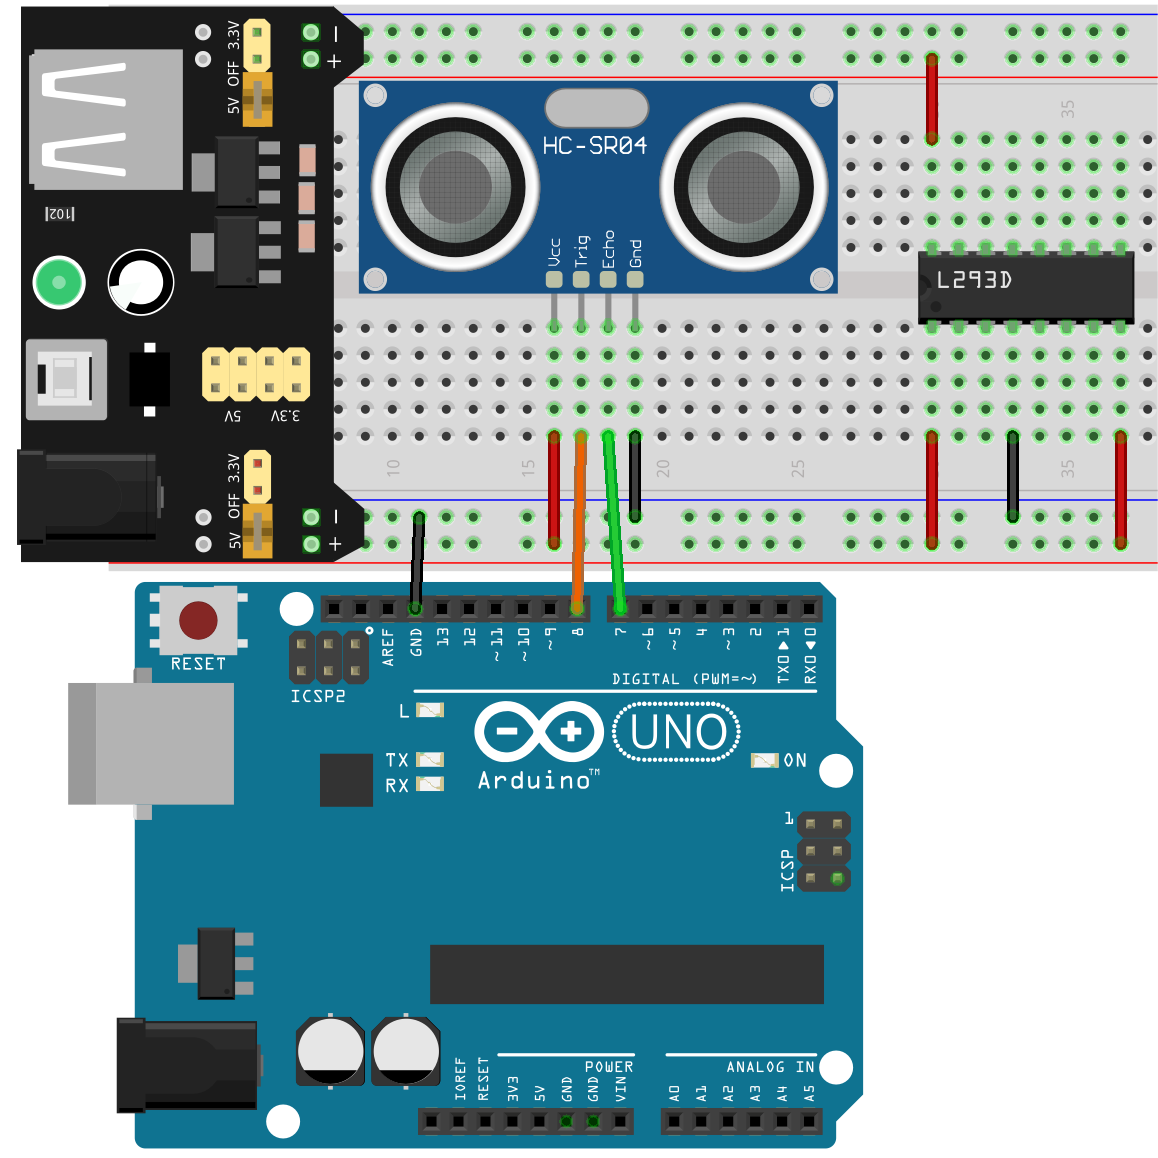 3.3V
OFF
5V
-
+
102
5V
3.3V
3.3V
OFF
5V
-
+
HC-SR04
Vcc
Trig
Echo
Gnd
35
L293D
10
15
20
25
35
RESET
ICSP2
AREF
GND
13
12
~11
~10
~9
8
7
~6
~5
4
~3
2
TX0▶1
RX0◀0
DIGITAL (PWM=~)
L
TX
RX
UNO
Arduino™
ON
1
ICSP
POWER
ANALOG IN
IOREF
RESET
3V3
5V
GND
GND
VIN
A0
A1
A2
A3
A4
A5